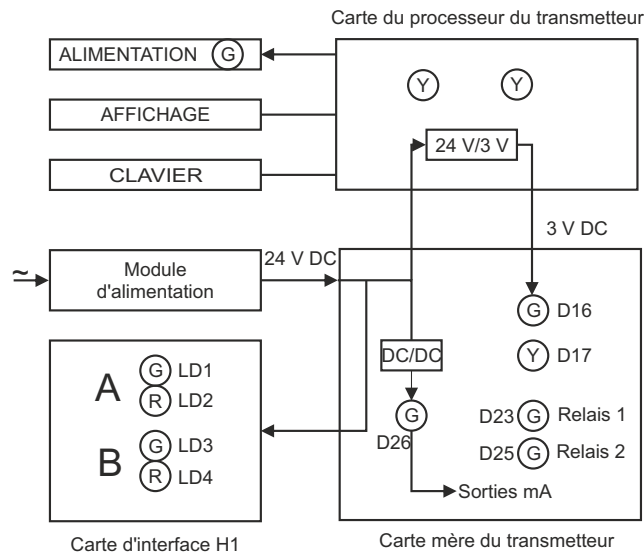 Carte du processeur du transmetteur
ALIMENTATION G
Y Y
AFFICHAGE
24 V/3 V
CLAVIER
3 V DC
~
Module
d'alimentation
24 V DC
G D16
DC/DC
Y D17
A
G LD1
R LD2
B
G LD3
R LD4
G
D26
D23 G Relais 1
D25 G Relais 2
Sorties mA
Carte d'interface H1
Carte mère du transmetteur